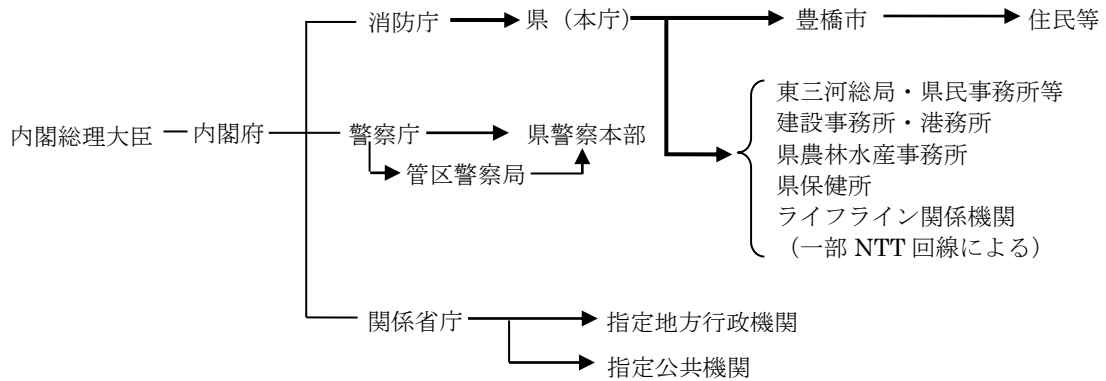 消防庁
県（本庁）
豊橋市
住民等
東三河総局・県民事務所等
建設事務所・港務所
県農林水産事務所
県保健所
ライフライン関係機関
（一部 NTT 回線による）
内閣総理大臣
内閣府
警察庁
県警察本部
管区警察局
関係省庁
指定地方行政機関
指定公共機関